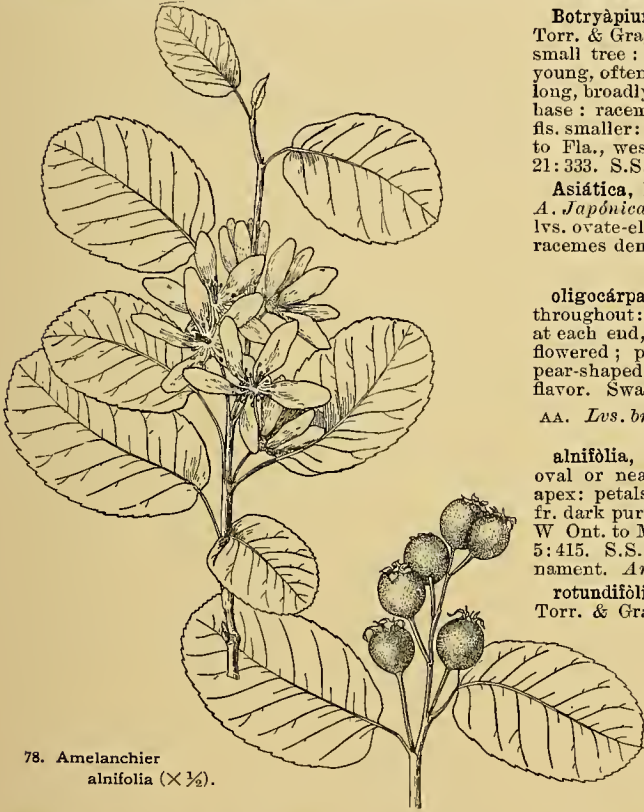 Botryàpium
Torr. & Gra
small tree :
young, often
long, broadly
base : racem
fls. smaller:
to Fla., wes
21:333. S.S
Asiática,
A. Japónica
lvs. ovate-el
racemes den
oligocárpa
throughout:
at each end,
flowered ; p
pear-shaped
flavor. Swa
AA. Lvs. br
alnifòlia,
oval or nea
apex: petals
fr. dark pur
W Ont. to M
5:415. S.S.
nament. Am
rotundifòli
Torr. & Gra
78. Amelanchier
alnifolia (X ½).